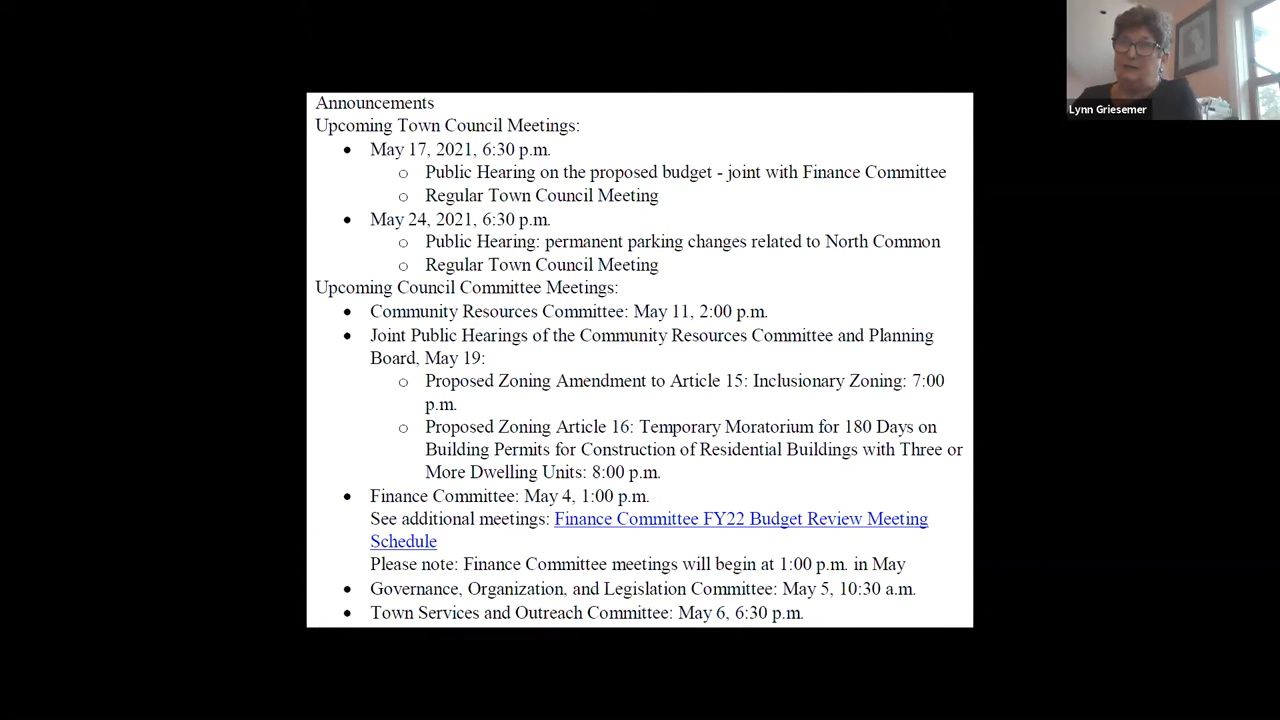 Announcements
Upcoming Town Council Meetings:
• May 17, 2021, 6:30 p.m.
o Public Hearing on the proposed budget - joint with Finance Committee
o Regular Town Council Meeting
• May 24, 2021, 6:30 p.m.
o Public Hearing: permanent parking changes related to North Common
o Regular Town Council Meeting
Upcoming Council Committee Meetings:
• Community Resources Committee: May 11, 2:00 p.m.
• Joint Public Hearings of the Community Resources Committee and Planning
Board, May 19:
o Proposed Zoning Amendment to Article 15: Inclusionary Zoning: 7:00
p.m.
o Proposed Zoning Article 16: Temporary Moratorium for 180 Days on
Building Permits for Construction of Residential Buildings with Three or
More Dwelling Units: 8:00 p.m.
• Finance Committee: May 4, 1:00 p.m.
See additional meetings: Finance Committee FY22 Budget Review Meeting
Schedule
Please note: Finance Committee meetings will begin at 1:00 p.m. in May
• Governance, Organization, and Legislation Committee: May 5, 10:30 a.m.
• Town Services and Outreach Committee: May 6, 6:30 p.m.
Lynn Griesemer